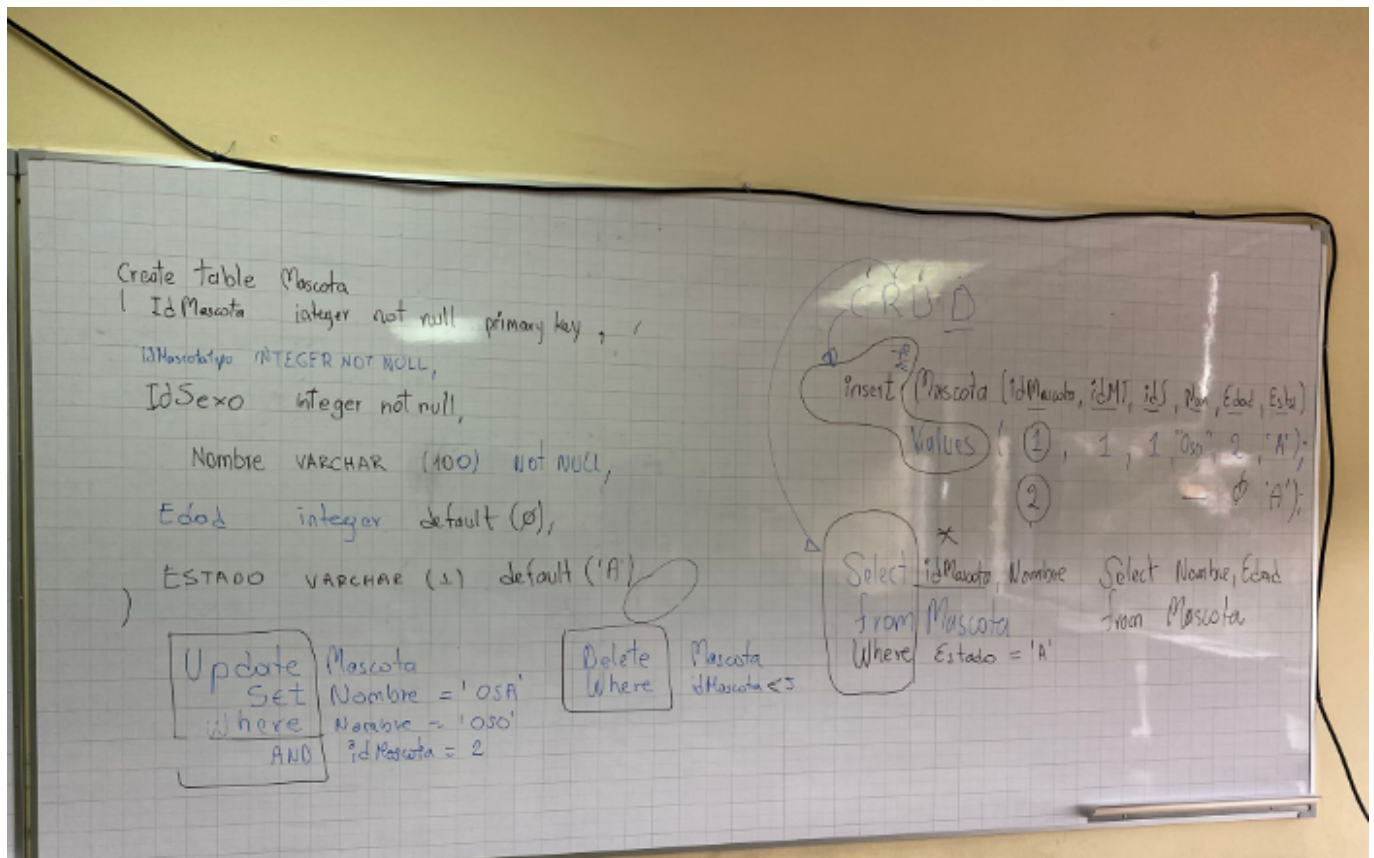 Create table Mascota
( IdMascota integer not null primary key,
idMascotatipo INTEGER NOT NULL,
IdSexo integer not null,
Nombre VARCHAR (100) NOT NULL,
Edad integer default (Ø),
ESTADO VARCHAR (1) default ('A')
)
Update Mascota
Set Nombre = 'OSA'
Where Nombre = 'OSO'
AND idMascota = 2
Delete Mascota
Where idMascota <5
CRUD
insert INTO Mascota (idMascota, idMT, idS, Nom, Edad, Esta)
Values ( 1, 1, 1, "Oso", 2, 'A');
2 — Ø 'A');
*
Select idMascota, Nombre
from Mascota
Where Estado = 'A'
Select Nombre, Edad
from Mascota